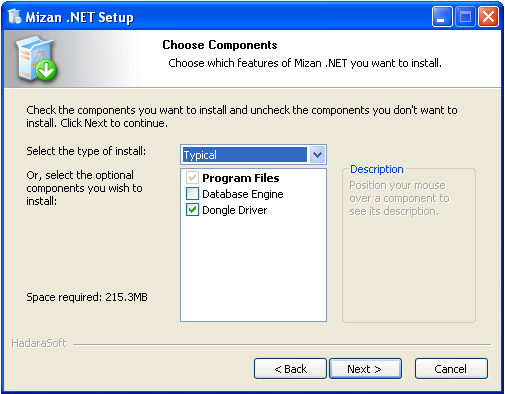 Mizan .NET Setup
Choose Components
Choose which features of Mizan .NET you want to install.
Check the components you want to install and uncheck the components you don't want to
install. Click Next to continue.
Select the type of install:
Typical
Or, select the optional
components you wish to
install:
Program Files
Database Engine
Dongle Driver
Description
Position your mouse
over a component to
see its description.
Space required: 215.3MB
HadaraSoft
< Back
Next >
Cancel